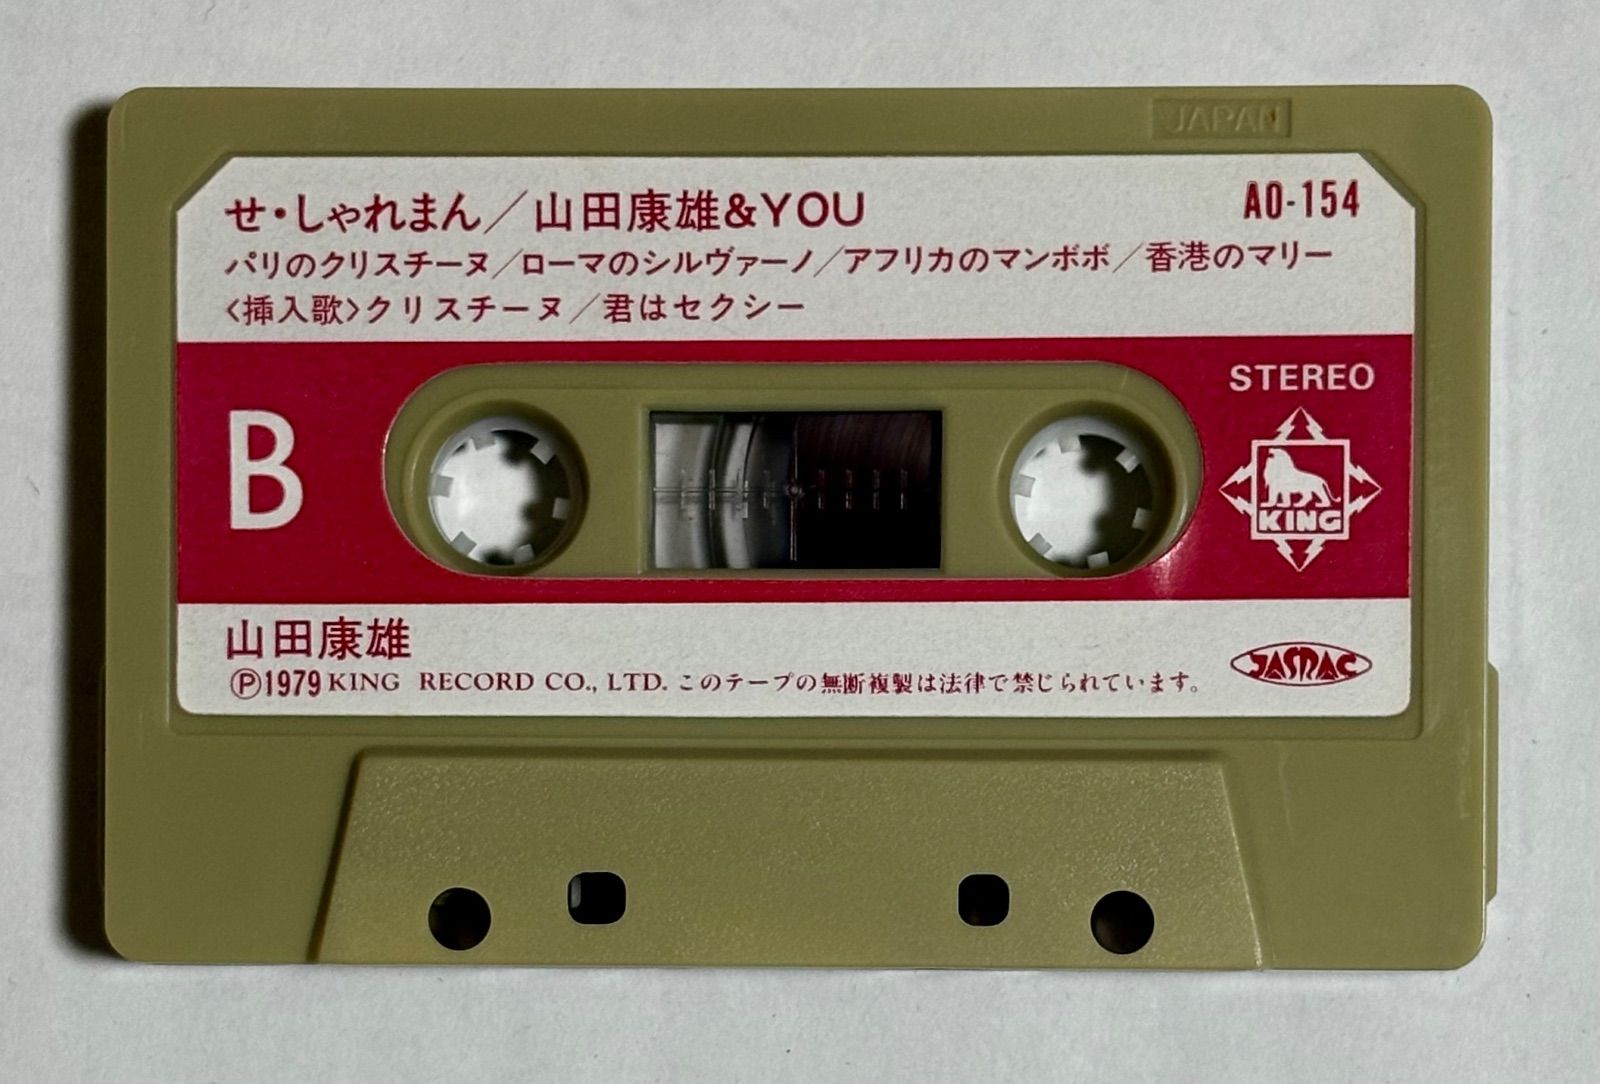 JAPAN
せ・しゃれまん／山田康雄&YOU
AO-154
パリのクリスチーヌ／ローマのシルヴァーノ／アフリカのマンボボ／香港のマリー
〈挿入歌〉クリスチーヌ／君はセクシー
STEREO
B
KING
山田康雄
Ⓟ1979 KING RECORD CO., LTD. このテープの無断複製は法律で禁じられています。
JASRAC